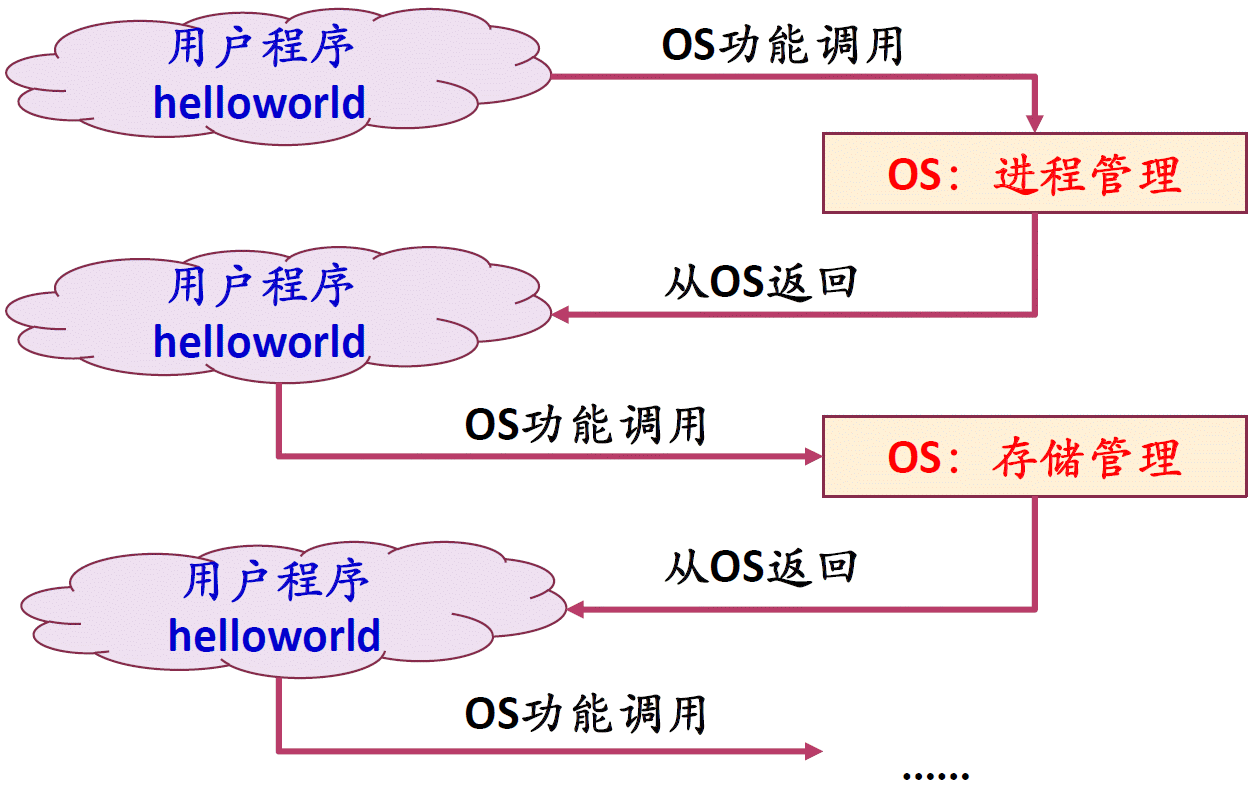 用户程序
helloworld
OS功能调用
OS：进程管理
用户程序
helloworld
从OS返回
OS功能调用
OS：存储管理
用户程序
helloworld
从OS返回
OS功能调用
......